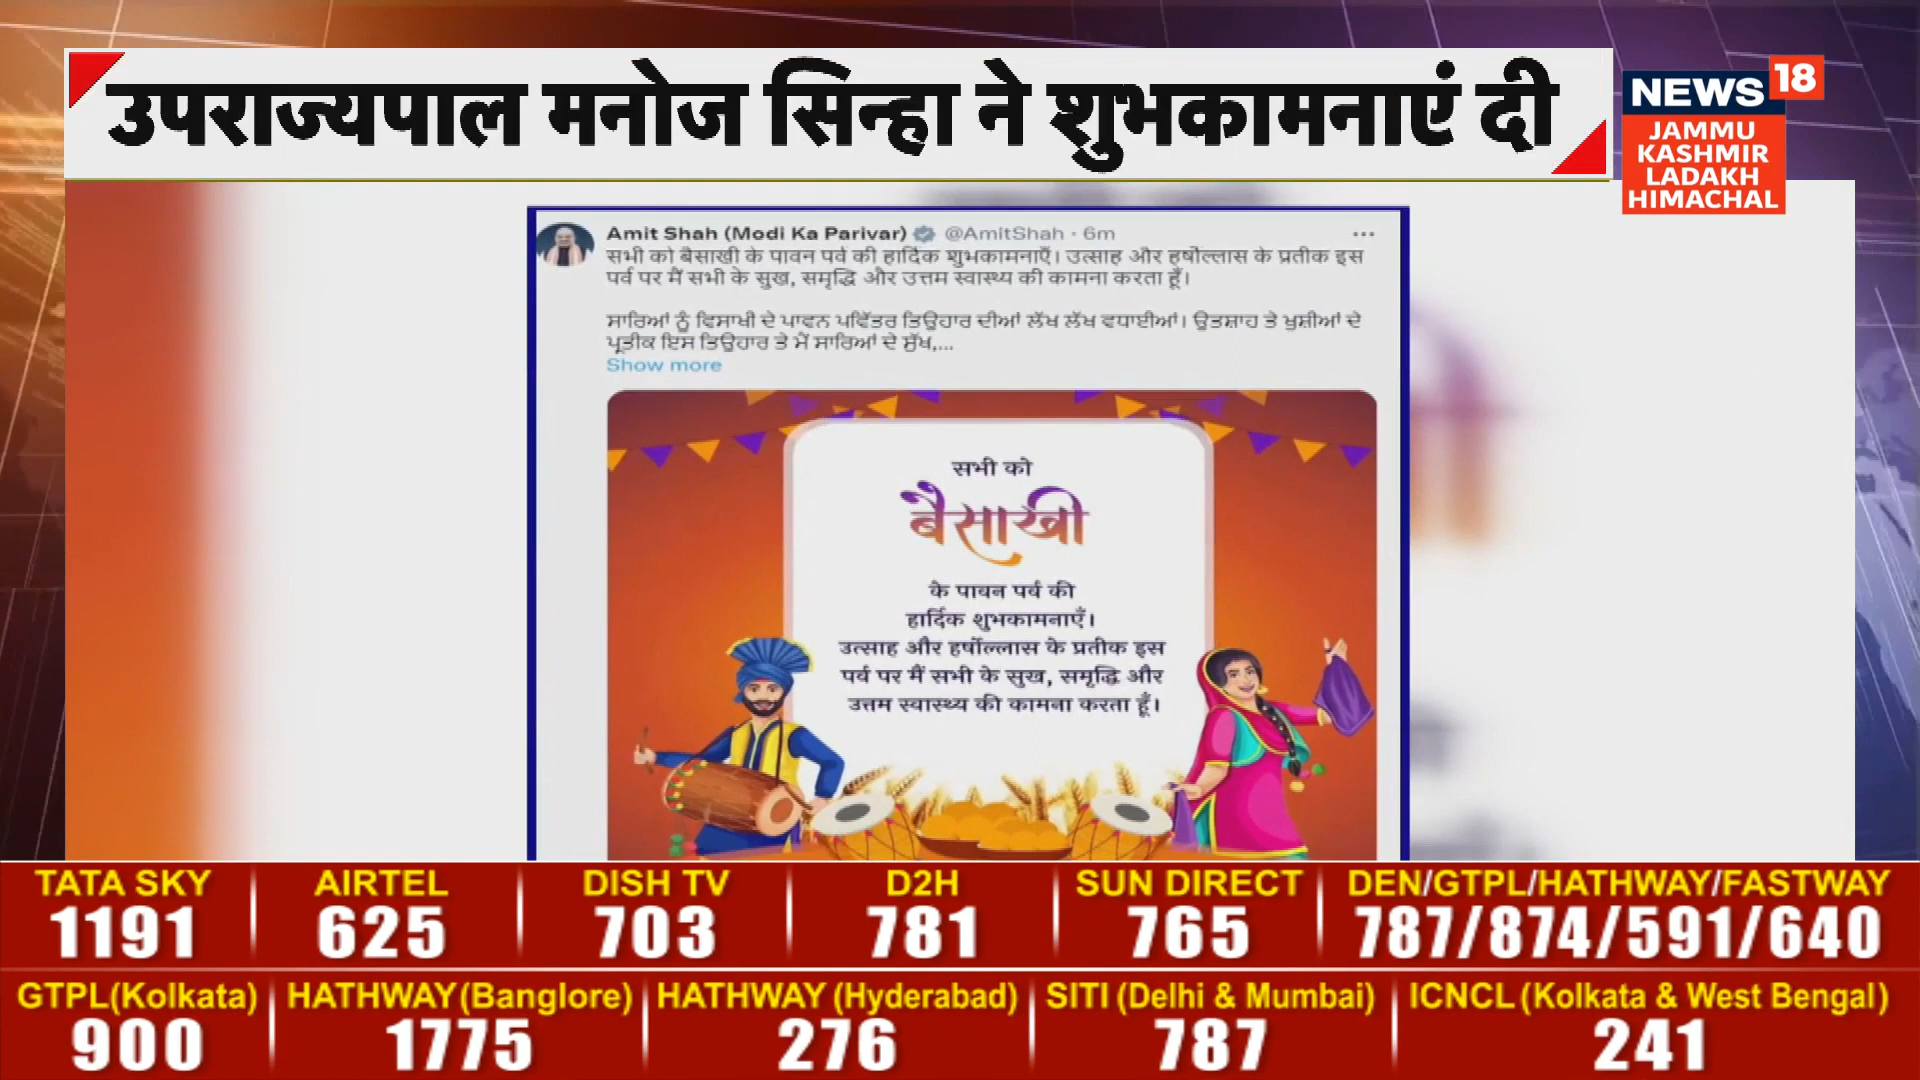 उपराज्यपाल मनोज सिन्हा ने शुभकामनाएं दी
NEWS 18
JAMMU
KASHMIR
LADAKH
HIMACHAL
Amit Shah (Modi Ka Parivar) @AmitShah · 6m
सभी को बैसाखी के पावन पर्व की हार्दिक शुभकामनाएँ। उत्साह और हर्षोल्लास के प्रतीक इस
पर्व पर मैं सभी के सुख, समृद्धि और उत्तम स्वास्थ्य की कामना करता हूँ।
ਸਾਰਿਆਂ ਨੂੰ ਵਿਸਾਖੀ ਦੇ ਪਾਵਨ ਪਵਿੱਤਰ ਤਿਉਹਾਰ ਦੀਆਂ ਲੱਖ ਲੱਖ ਵਧਾਈਆਂ। ਉਤਸ਼ਾਹ ਤੇ ਖੁਸ਼ੀਆਂ ਦੇ
ਪ੍ਰਤੀਕ ਇਸ ਤਿਉਹਾਰ ਤੇ ਮੈਂ ਸਾਰਿਆਂ ਦੇ ਸੁੱਖ,...
Show more
सभी को
बैसाखी
के पावन पर्व की
हार्दिक शुभकामनाएँ।
उत्साह और हर्षोल्लास के प्रतीक इस
पर्व पर मैं सभी के सुख, समृद्धि और
उत्तम स्वास्थ्य की कामना करता हूँ।
TATA SKY AIRTEL DISH TV D2H SUN DIRECT DEN/GTPL/HATHWAY/FASTWAY
1191 625 703 781 765 787/874/591/640
GTPL(Kolkata) HATHWAY(Banglore) HATHWAY (Hyderabad) SITI (Delhi & Mumbai) ICNCL (Kolkata & West Bengal)
900 1775 276 787 241